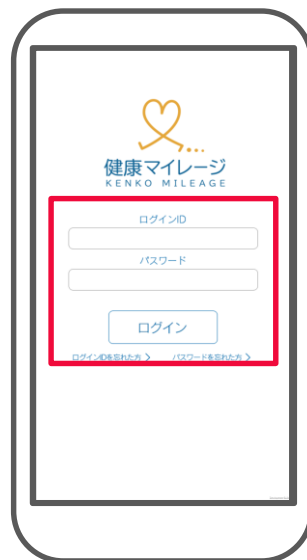 健康マイレージ
KENKO MILEAGE
ログインID
パスワード
ログイン
ログインIDを忘れた方 パスワードを忘れた方